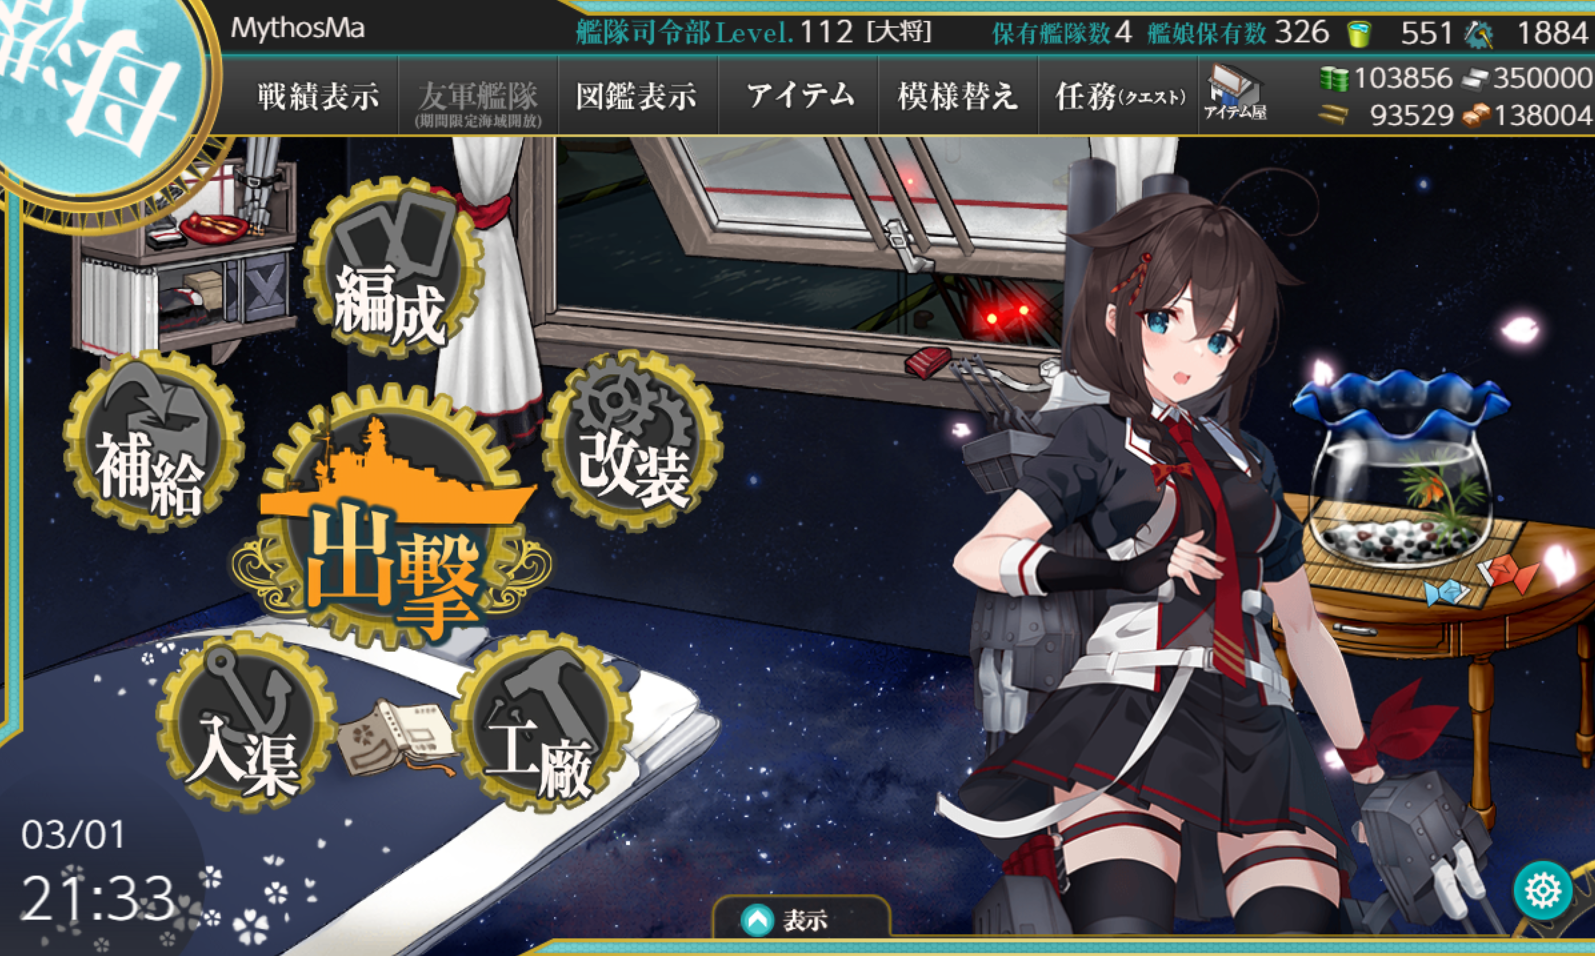 母港
MythosMa
艦隊司令部Level.112 [大将]
保有艦隊数4
艦娘保有数326
551
1884
戦績表示
友軍艦隊
(期間限定海域開放)
図鑑表示
アイテム
模様替え
任務(クエスト)
アイテム屋
103856
350000
93529
138004
編成
補給
出撃
改装
入渠
工廠
03/01
21:33
表示